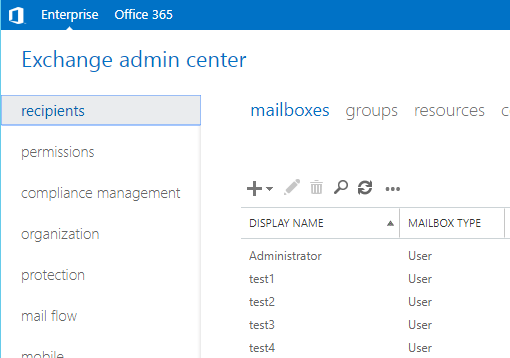 Enterprise Office 365
Exchange admin center
recipients
permissions
compliance management
organization
protection
mail flow
mobile
mailboxes groups resources
DISPLAY NAME MAILBOX TYPE
Administrator User
test1 User
test2 User
test3 User
test4 User